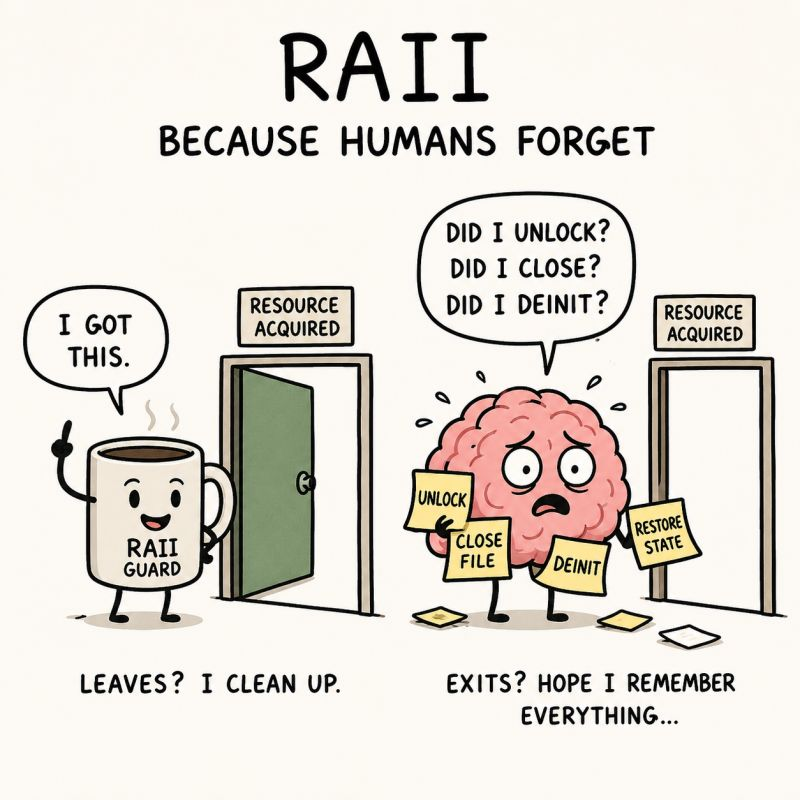 RAII
BECAUSE HUMANS FORGET
I GOT
THIS.
RESOURCE
ACQUIRED
RAII
GUARD
LEAVES? I CLEAN UP.
DID I UNLOCK?
DID I CLOSE?
DID I DEINIT?
RESOURCE
ACQUIRED
UNLOCK
CLOSE
FILE
DEINIT
RESTORE
STATE
EXITS? HOPE I REMEMBER
EVERYTHING...